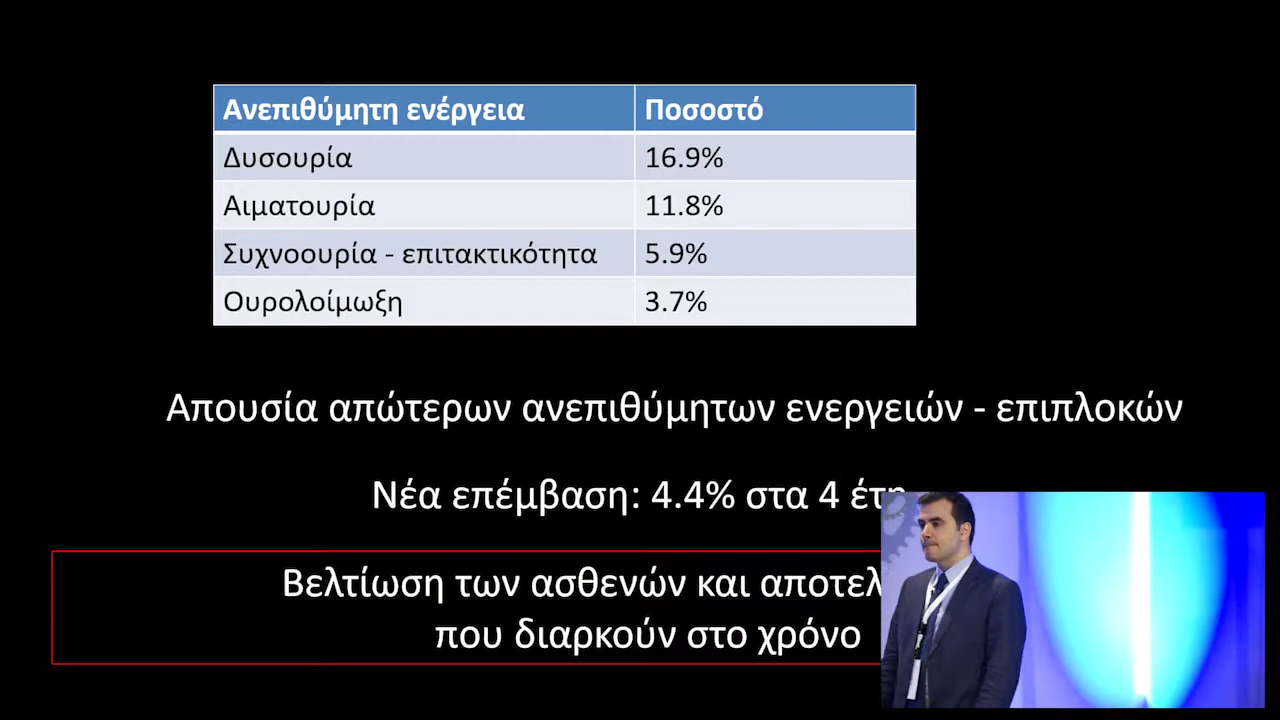 Ανεπιθύμητη ενέργεια Ποσοστό
Δυσουρία 16.9%
Αιματουρία 11.8%
Συχνοουρία - επιτακτικότητα 5.9%
Ουρολοίμωξη 3.7%
Απουσία απώτερων ανεπιθύμητων ενεργειών - επιπλοκών
Νέα επέμβαση: 4.4% στα 4 έτη
Βελτίωση των ασθενών και
που διαρκούν στο χρόνο